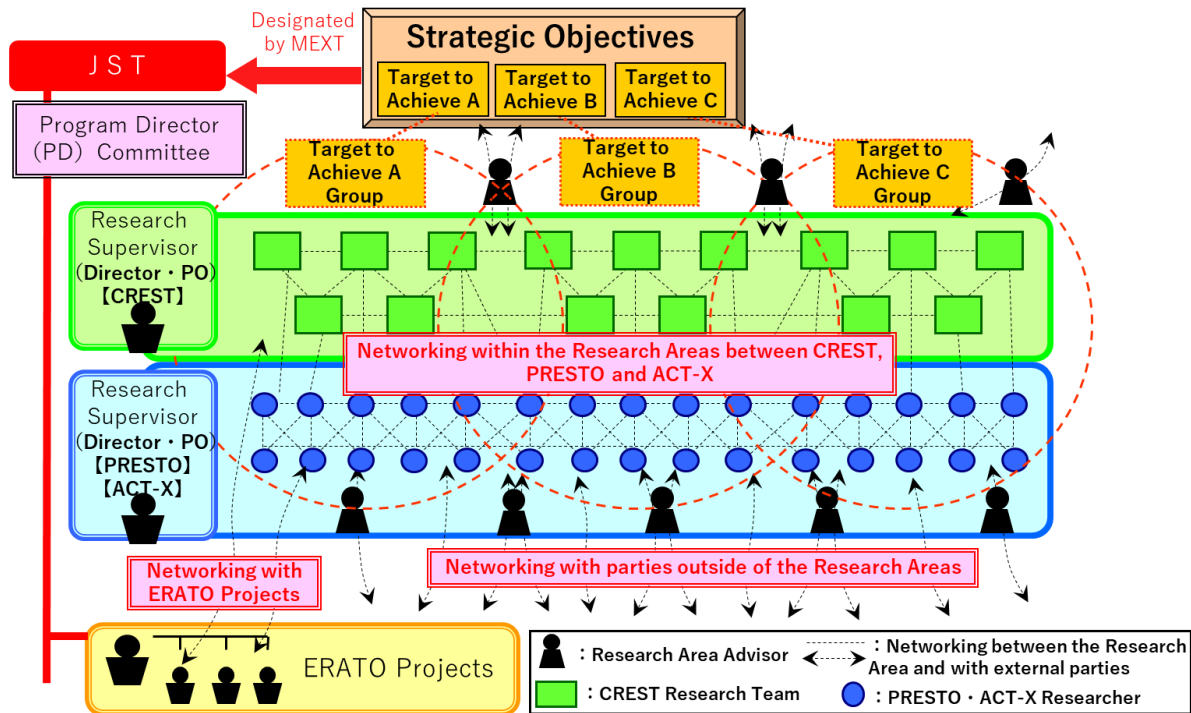 Designated
by MEXT
Strategic Objectives
JST
Target to
Achieve A
Target to
Achieve B
Target to
Achieve C
Program Director
（PD）Committee
Target to
Achieve A
Group
Target to
Achieve B
Group
Target to
Achieve C
Group
Research
Supervisor
（Director・PO）
【CREST】
Networking within the Research Areas between CREST,
PRESTO and ACT-X
Research
Supervisor
（Director・PO）
【PRESTO】
【ACT-X】
Networking with
ERATO Projects
Networking with parties outside of the Research Areas
ERATO Projects
：Research Area Advisor
：Networking between the Research
Area and with external parties
：CREST Research Team
：PRESTO・ACT-X Researcher